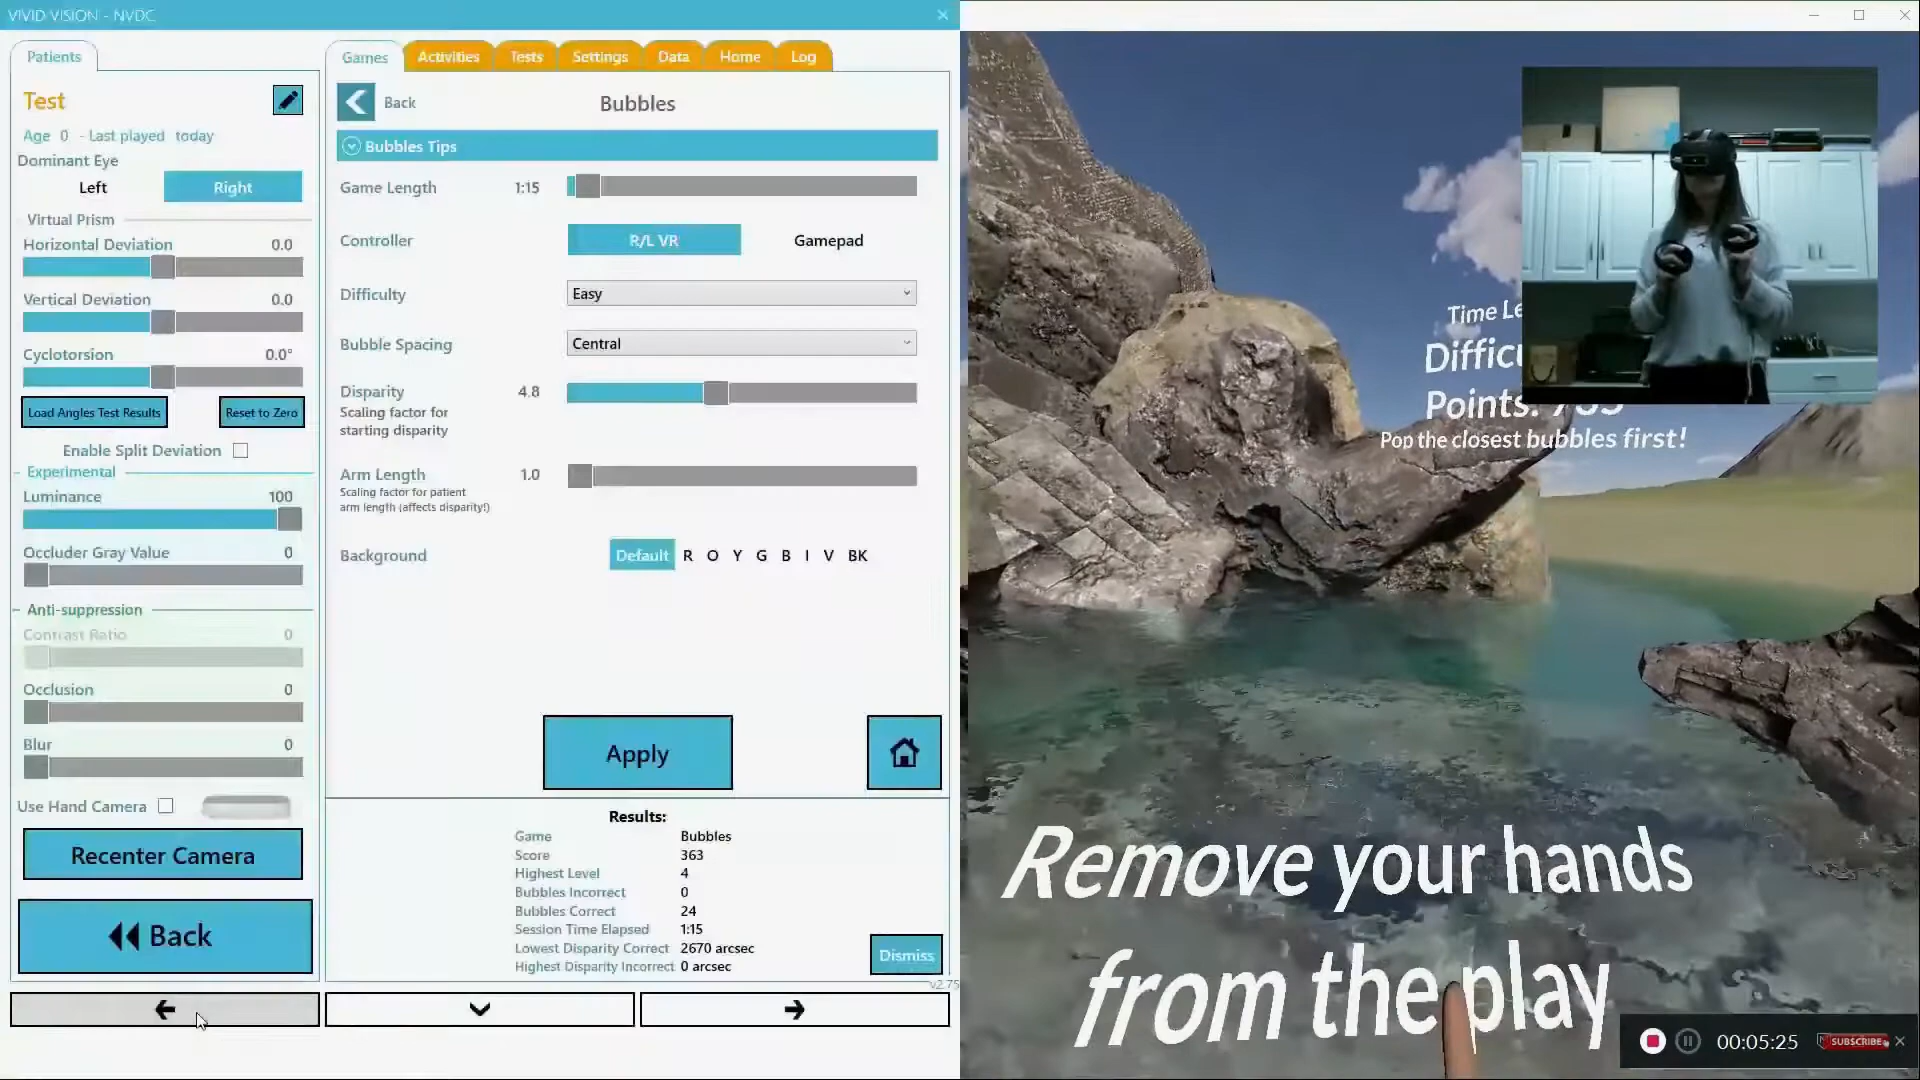 VIVID VISION - NVDC
Patients
Games
Activities
Tests
Settings
Data
Home
Log
Test
Age 0 - Last played today
Dominant Eye
Left
Right
Virtual Prism
Horizontal Deviation 0.0
Vertical Deviation 0.0
Cyclotorsion 0.0°
Load Angles Test Results
Reset to Zero
Enable Split Deviation
Experimental
Luminance 100
Occluder Gray Value 0
Anti-suppression
Contrast Ratio 0
Occlusion 0
Blur 0
Use Hand Camera
Recenter Camera
Back
Back
Bubbles
Bubbles Tips
Game Length 1:15
Controller R/L VR Gamepad
Difficulty Easy
Bubble Spacing Central
Disparity 4.8
Scaling factor for
starting disparity
Arm Length 1.0
Scaling factor for patient
arm length (affects disparity!)
Background Default R O Y G B I V BK
Apply
Results:
Game Bubbles
Score 363
Highest Level 4
Bubbles Incorrect 0
Bubbles Correct 24
Session Time Elapsed 1:15
Lowest Disparity Correct 2670 arcsec
Highest Disparity Incorrect 0 arcsec
Dismiss
v2.75
Time
Points:
Pop the closest bubbles first!
Remove your hands
from the play
00:05:25
SUBSCRIBE